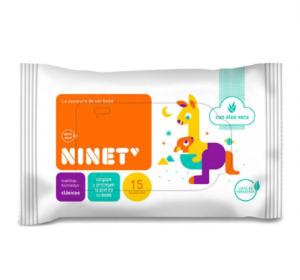 La aventura de ser bebé
con aloe vera
NINET
toallitas
húmedas
clásicas
limpian
y protegen
la piel de
tu bebé
15